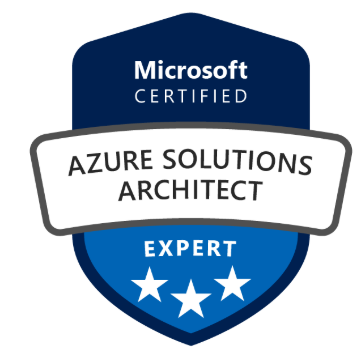 Microsoft
CERTIFIED
AZURE SOLUTIONS
ARCHITECT
EXPERT